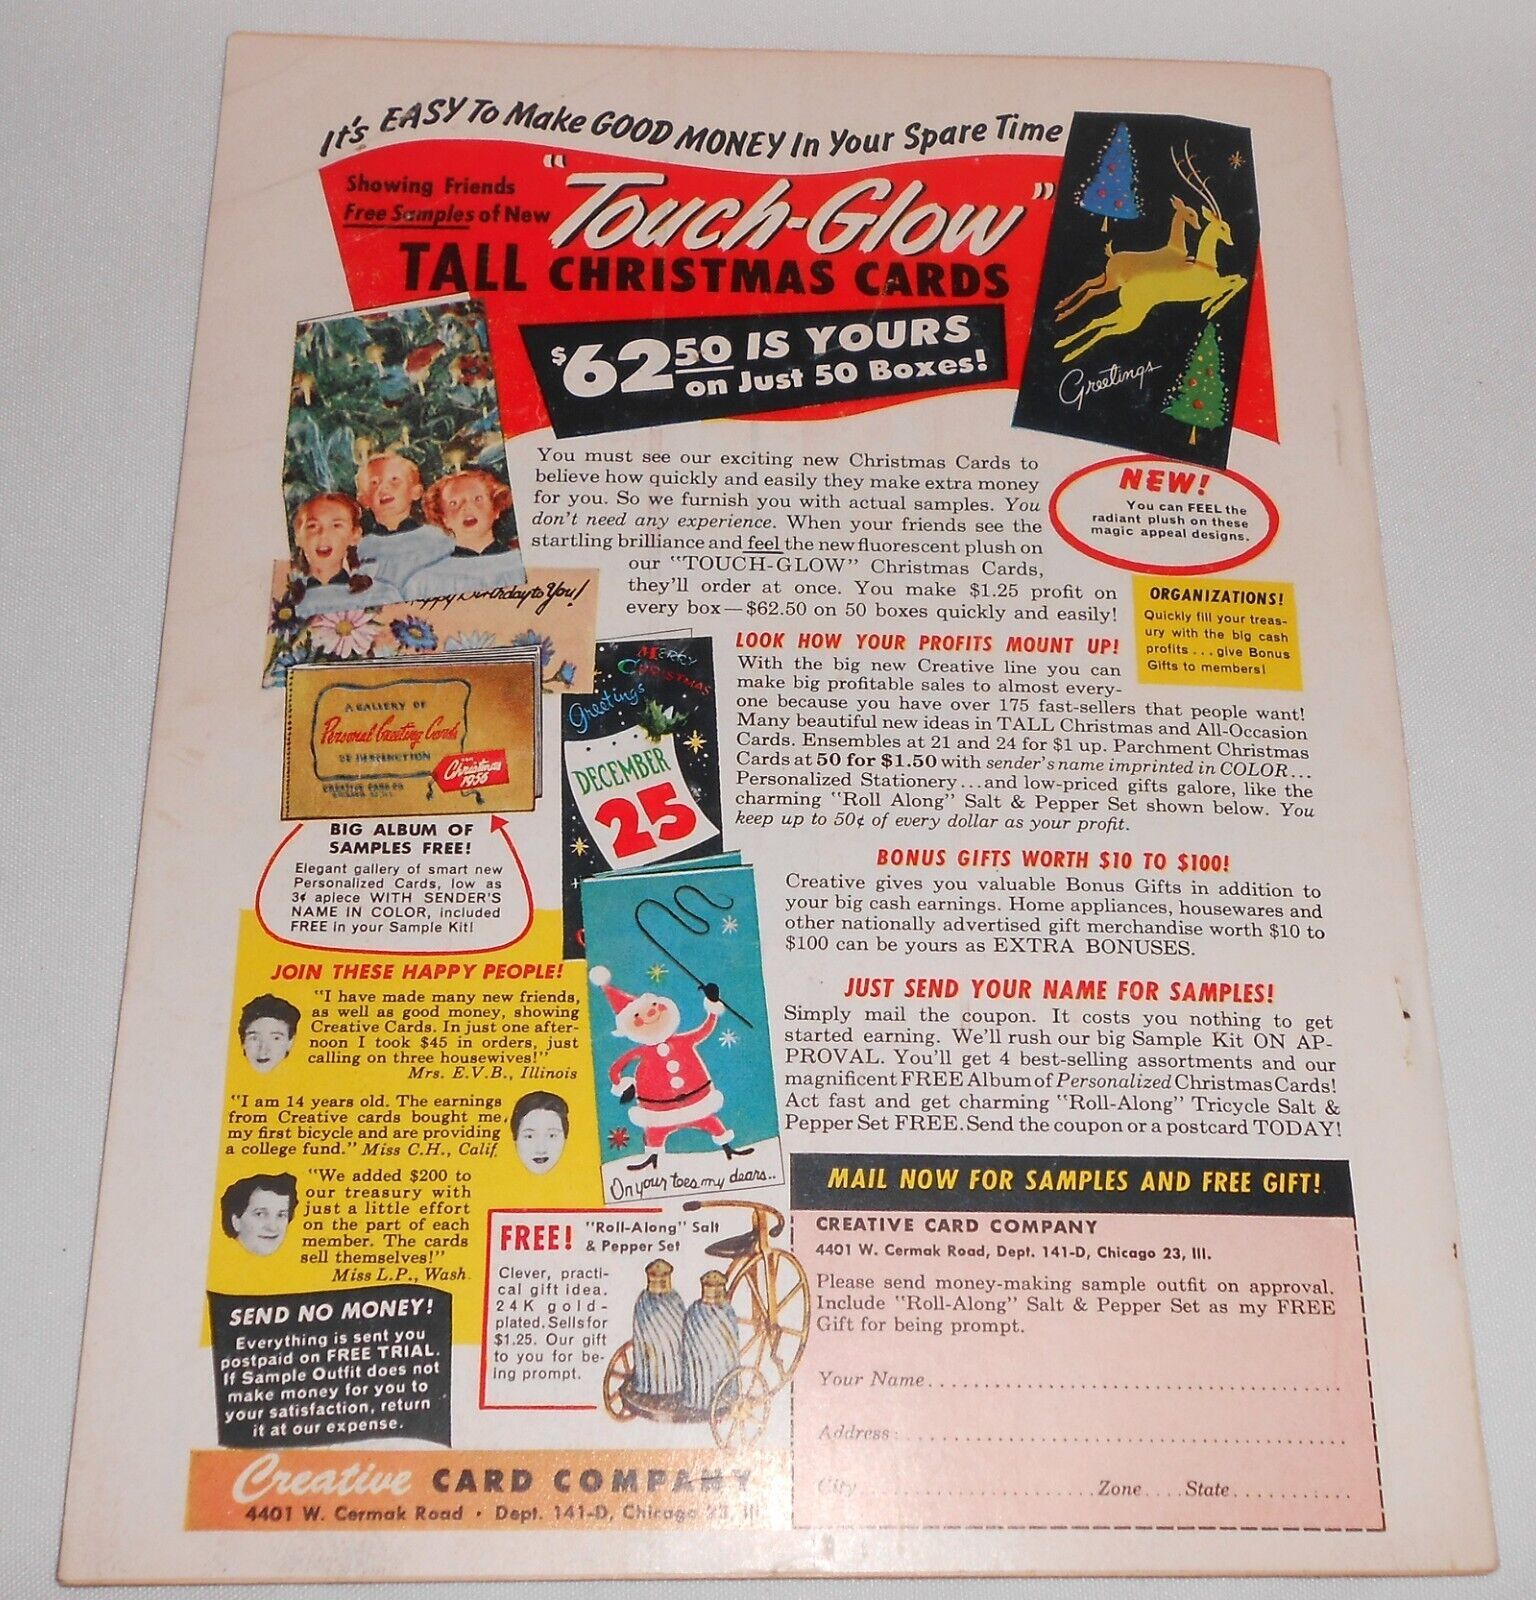 It's EASY To Make GOOD MONEY In Your Spare Time
Showing Friends
Free Samples of New
"Touch-Glow"
TALL CHRISTMAS CARDS
$62.50 IS YOURS
on Just 50 Boxes!
Greetings
You must see our exciting new Christmas Cards to
believe how quickly and easily they make extra money
for you. So we furnish you with actual samples. You
don't need any experience. When your friends see the
startling brilliance and feel the new fluorescent plush on
our "TOUCH-GLOW" Christmas Cards,
they'll order at once. You make $1.25 profit on
every box—$62.50 on 50 boxes quickly and easily!
NEW!
You can FEEL the
radiant plush on these
magic appeal designs.
ORGANIZATIONS!
Quickly fill your treas-
ury with the big cash
profits...give Bonus
Gifts to members!
Happy Birthday to You!
A GALLERY OF
Personal Greeting Cards
OF DISTINCTION
CREATIVE CARD CO.
FOR
Christmas
1956
BIG ALBUM OF
SAMPLES FREE!
Elegant gallery of smart new
Personalized Cards, low as
3¢ apiece WITH SENDER'S
NAME IN COLOR, included
FREE in your Sample Kit!
MERRY
CHRISTMAS
Greetings
DECEMBER
25
LOOK HOW YOUR PROFITS MOUNT UP!
With the big new Creative line you can
make big profitable sales to almost every-
one because you have over 175 fast-sellers that people want!
Many beautiful new ideas in TALL Christmas and All-Occasion
Cards. Ensembles at 21 and 24 for $1 up. Parchment Christmas
Cards at 50 for $1.50 with sender's name imprinted in COLOR...
Personalized Stationery...and low-priced gifts galore, like the
charming "Roll Along" Salt & Pepper Set shown below. You
keep up to 50¢ of every dollar as your profit.
BONUS GIFTS WORTH $10 TO $100!
Creative gives you valuable Bonus Gifts in addition to
your big cash earnings. Home appliances, housewares and
other nationally advertised gift merchandise worth $10 to
$100 can be yours as EXTRA BONUSES.
JUST SEND YOUR NAME FOR SAMPLES!
Simply mail the coupon. It costs you nothing to get
started earning. We'll rush our big Sample Kit ON AP-
PROVAL. You'll get 4 best-selling assortments and our
magnificent FREE Album of Personalized Christmas Cards!
Act fast and get charming "Roll-Along" Tricycle Salt &
Pepper Set FREE. Send the coupon or a postcard TODAY!
JOIN THESE HAPPY PEOPLE!
"I have made many new friends,
as well as good money, showing
Creative Cards. In just one after-
noon I took $45 in orders, just
calling on three housewives!"
Mrs. E.V.B., Illinois
"I am 14 years old. The earnings
from Creative cards bought me
my first bicycle and are providing
a college fund." Miss C.H., Calif.
"We added $200 to
our treasury with
just a little effort
on the part of each
member. The cards
sell themselves!"
Miss L.P., Wash.
On your toes my dears..
SEND NO MONEY!
Everything is sent you
postpaid on FREE TRIAL.
If Sample Outfit does not
make money for you to
your satisfaction, return
it at our expense.
FREE! "Roll-Along" Salt
& Pepper Set
Clever, practi-
cal gift idea.
24K gold-
plated. Sells for
$1.25. Our gift
to you for be-
ing prompt.
Creative CARD COMPANY
4401 W. Cermak Road • Dept. 141-D, Chicago 23, Ill.
MAIL NOW FOR SAMPLES AND FREE GIFT!
CREATIVE CARD COMPANY
4401 W. Cermak Road, Dept. 141-D, Chicago 23, Ill.
Please send money-making sample outfit on approval.
Include "Roll-Along" Salt & Pepper Set as my FREE
Gift for being prompt.
Your Name
Address
City Zone State